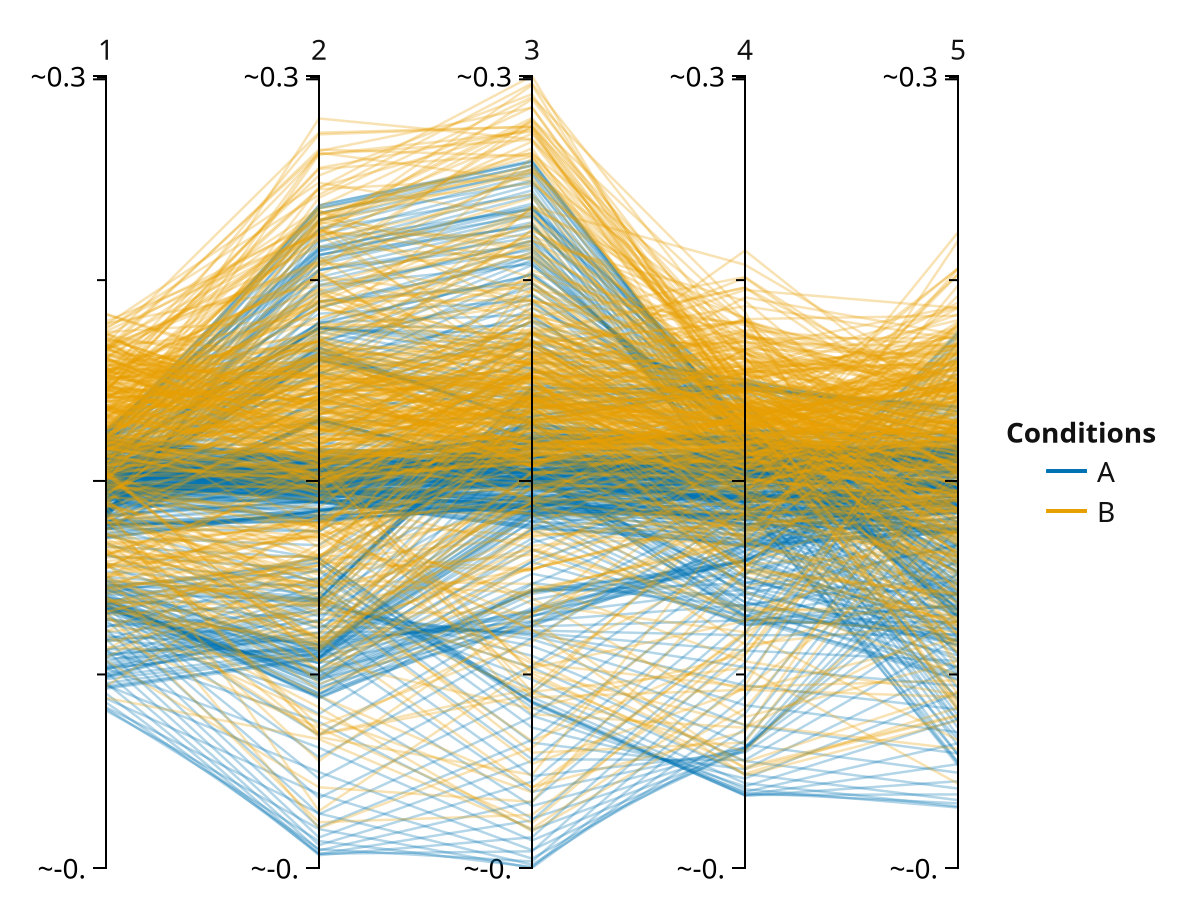 1 2 3 4 5
~0.3 ~0.3 ~0.3 ~0.3 ~0.3
Conditions
A
B
~-0. ~-0. ~-0. ~-0. ~-0.